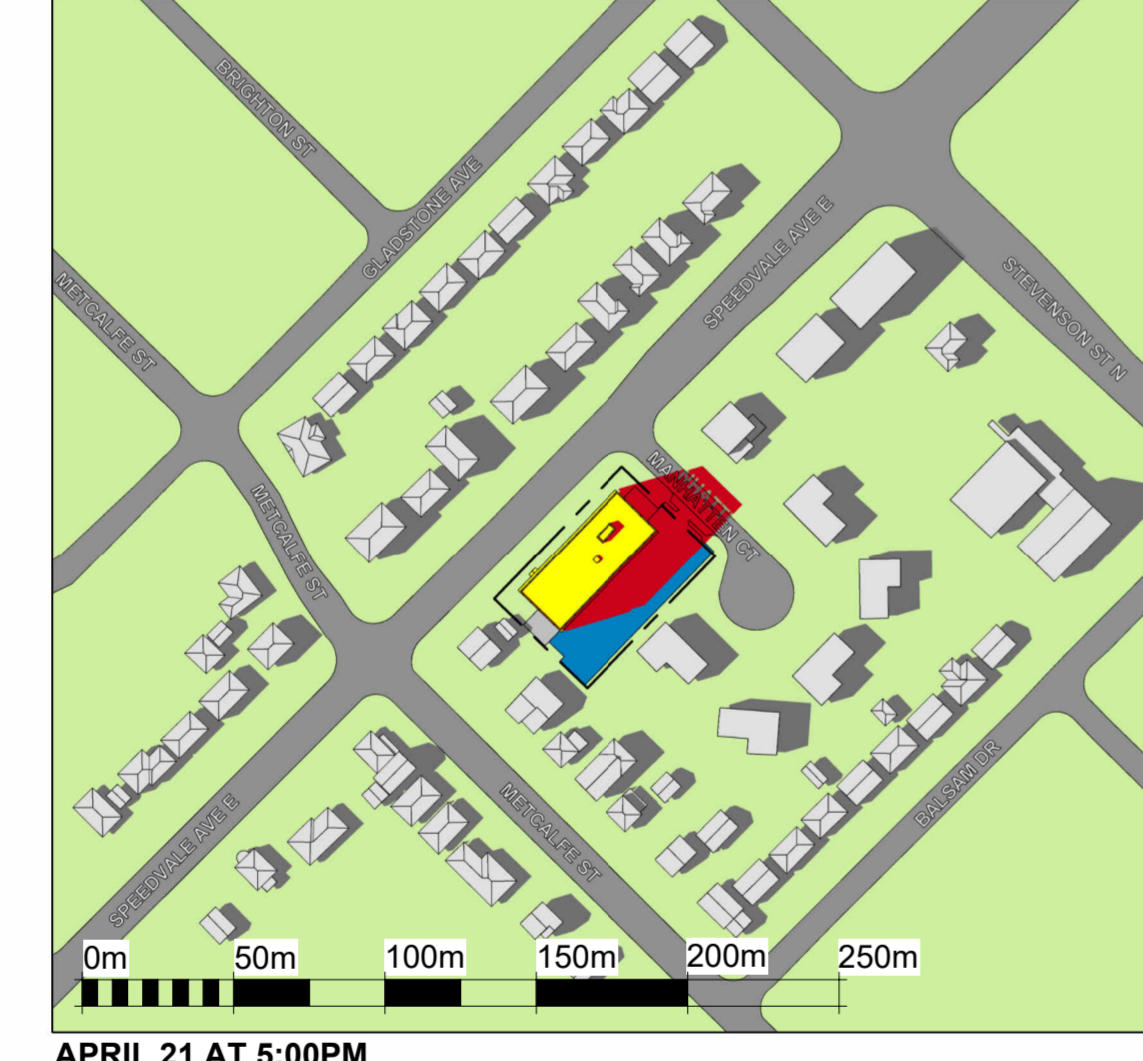 BRIGHTON ST
GLADSTONE AVE
METCALFE ST
SPEEDVALE AVE E
STEVENSON ST N
MANHATTEN CT
METCALFE ST
METCALFE ST
BALSAM DR
SPEEDVALE AVE E
0m 50m 100m 150m 200m 250m
APRIL 21 AT 5:00PM